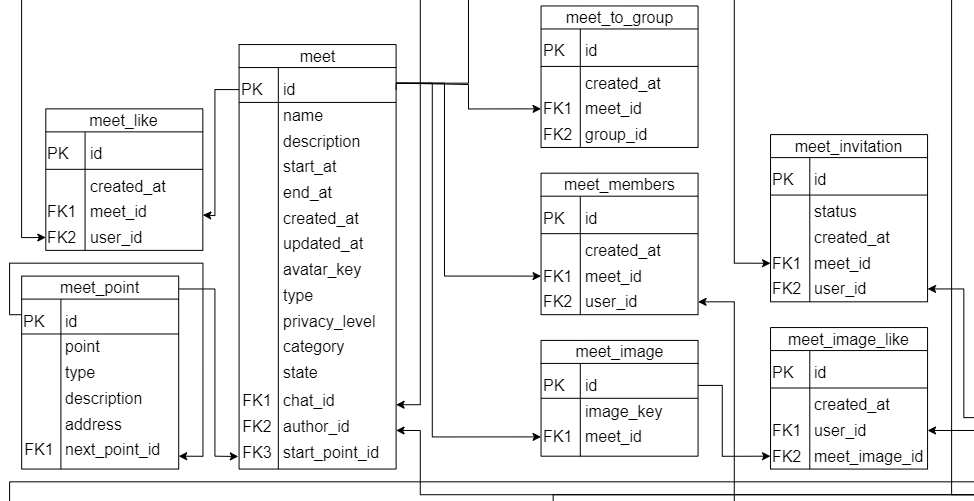 meet_to_group
PK id
created_at
FK1 meet_id
FK2 group_id
meet
PK id
name
description
start_at
end_at
created_at
updated_at
avatar_key
type
privacy_level
category
state
FK1 chat_id
FK2 author_id
FK3 start_point_id
meet_like
PK id
created_at
FK1 meet_id
FK2 user_id
meet_invitation
PK id
status
created_at
FK1 meet_id
FK2 user_id
meet_members
PK id
created_at
FK1 meet_id
FK2 user_id
meet_point
PK id
point
type
description
address
FK1 next_point_id
meet_image
PK id
image_key
FK1 meet_id
meet_image_like
PK id
created_at
FK1 user_id
FK2 meet_image_id